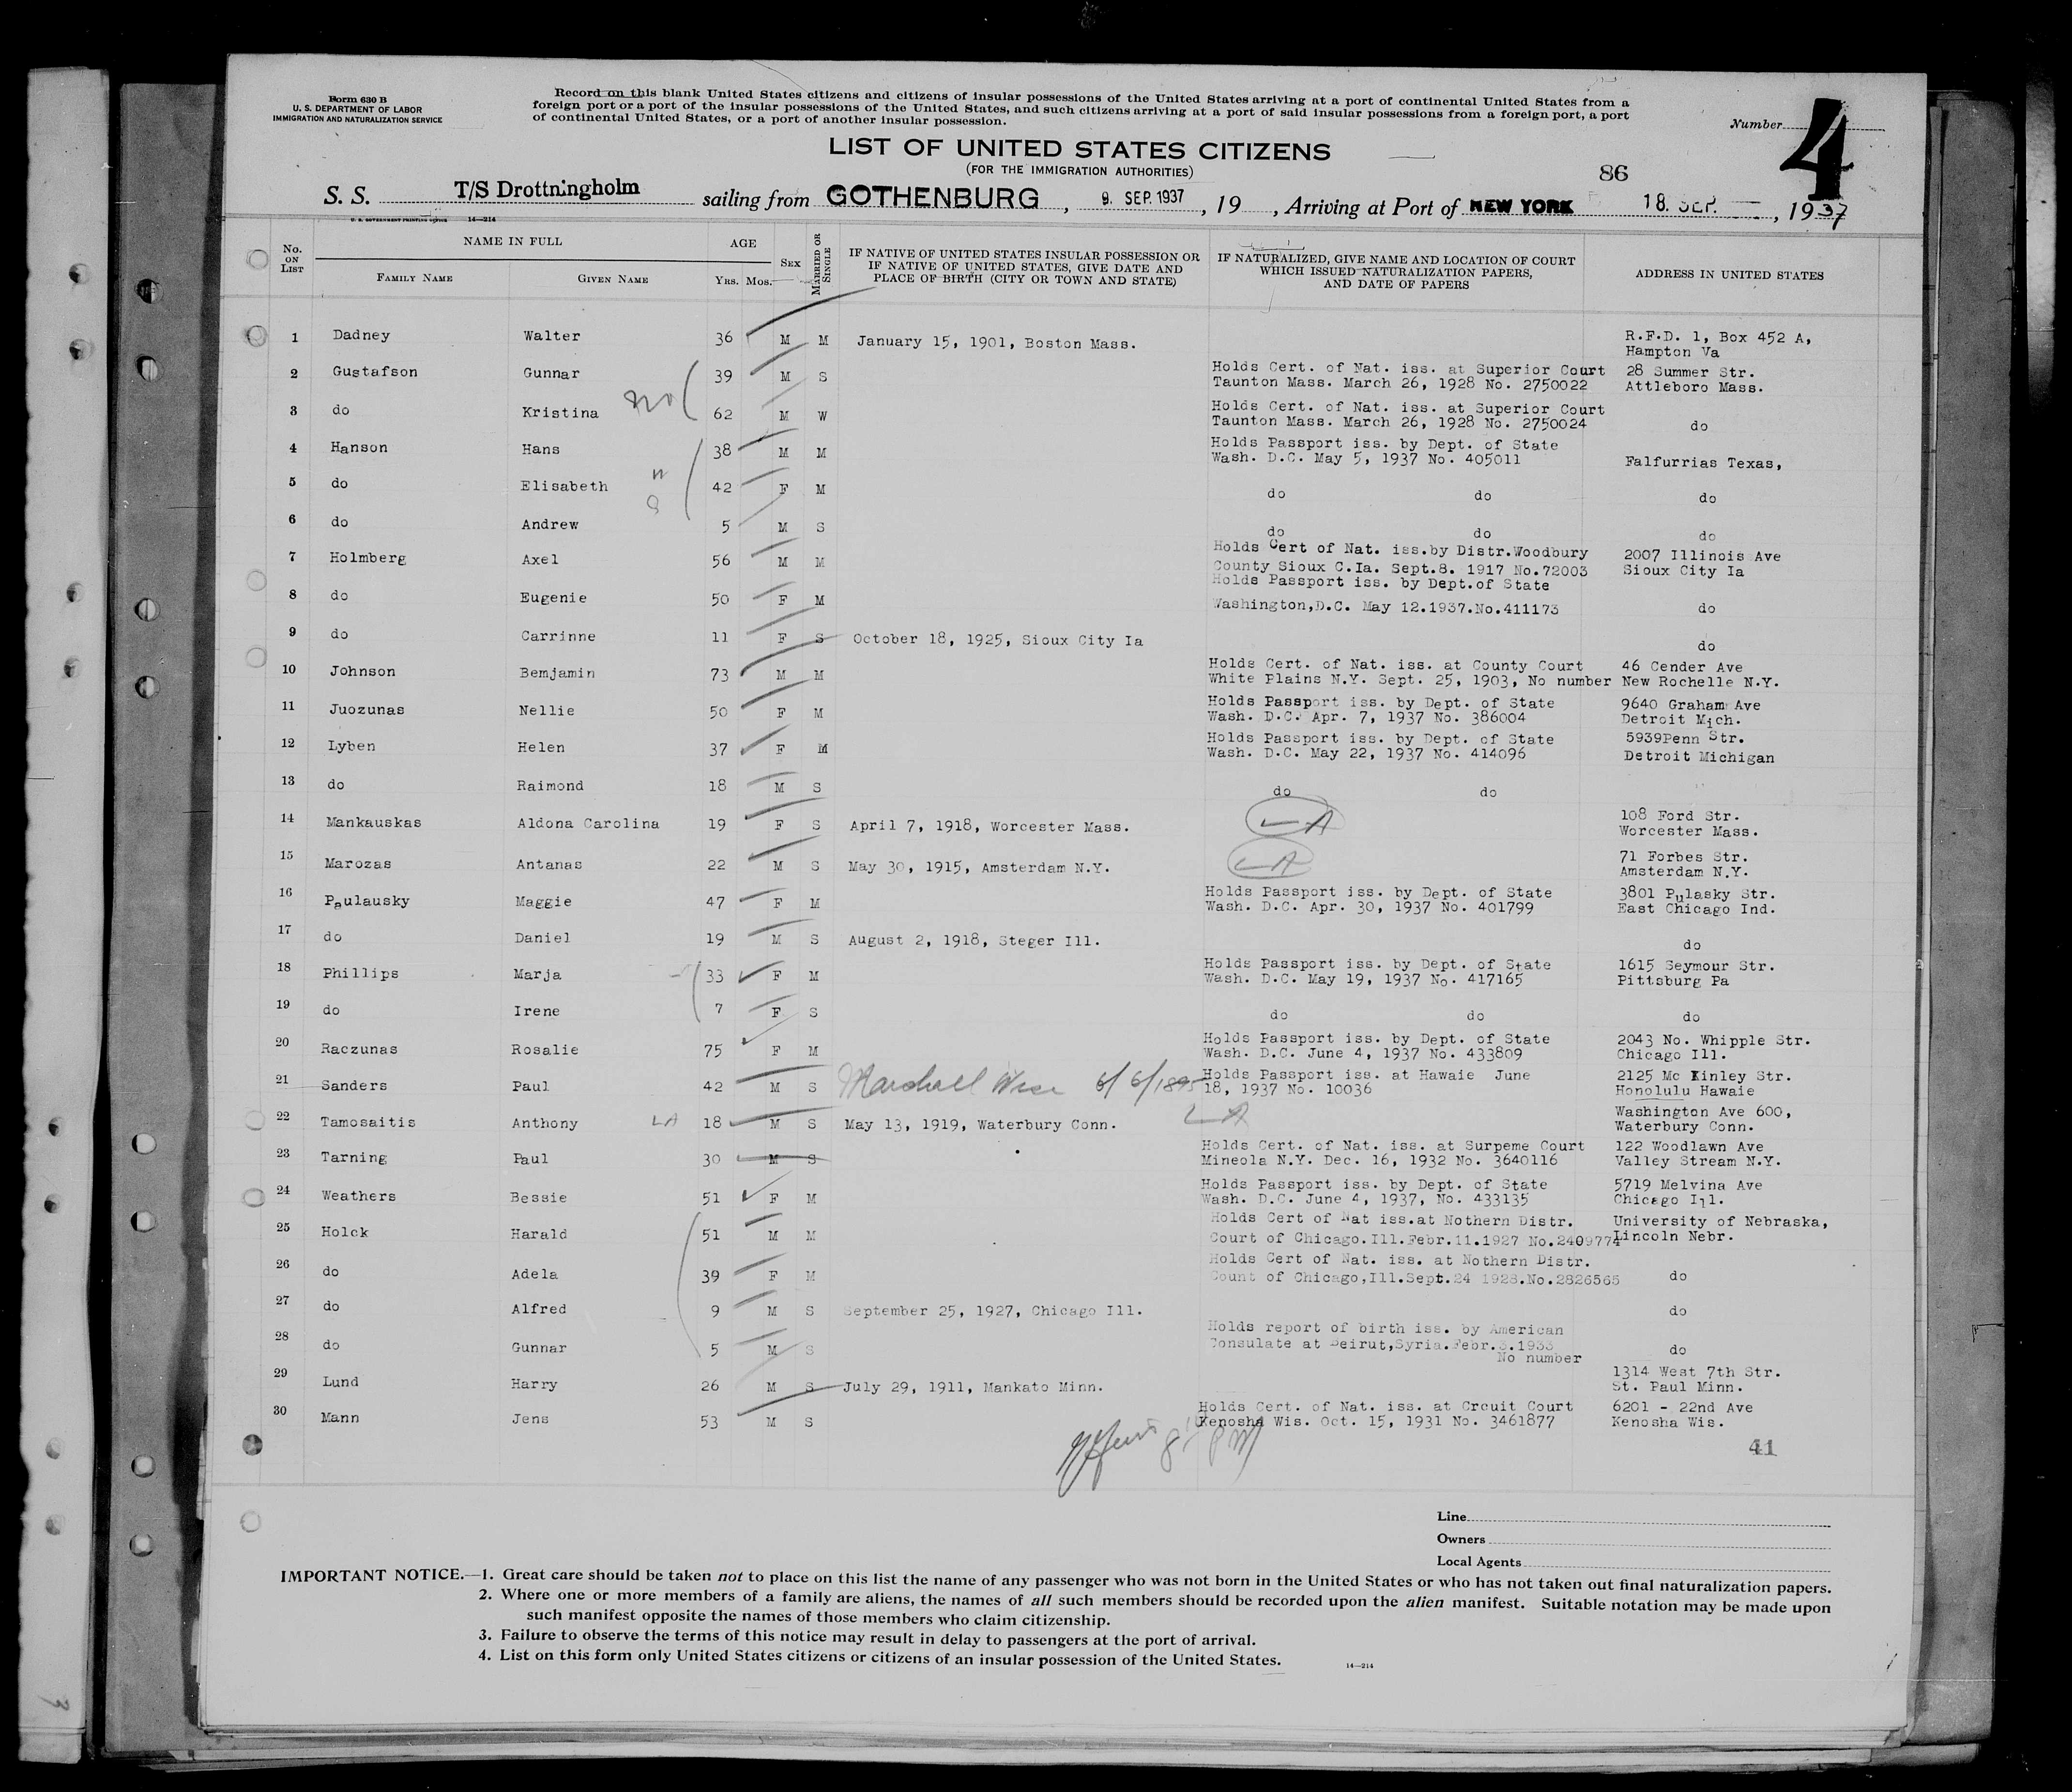 Form 630 B
U. S. DEPARTMENT OF LABOR
IMMIGRATION AND NATURALIZATION SERVICE
Record on this blank United States citizens and citizens of insular possessions of the United States arriving at a port of continental United States from a
foreign port or a port of the insular possessions of the United States, and such citizens arriving at a port of said insular possessions from a foreign port, a port
of continental United States, or a port of another insular possession.
Number 4
LIST OF UNITED STATES CITIZENS
(FOR THE IMMIGRATION AUTHORITIES)
86
S. S. T/S Drottningholm sailing from GOTHENBURG, 9. SEP. 1937, 19 , Arriving at Port of NEW YORK 18. SEP. , 1937
U. S. GOVERNMENT PRINTING OFFICE 14—214
No. ON LIST
NAME IN FULL
FAMILY NAME GIVEN NAME
AGE
YRS. MOS.
SEX
MARRIED OR SINGLE
IF NATIVE OF UNITED STATES INSULAR POSSESSION OR
IF NATIVE OF UNITED STATES, GIVE DATE AND
PLACE OF BIRTH (CITY OR TOWN AND STATE)
IF NATURALIZED, GIVE NAME AND LOCATION OF COURT
WHICH ISSUED NATURALIZATION PAPERS,
AND DATE OF PAPERS
ADDRESS IN UNITED STATES
1 Dadney Walter 36 M M January 15, 1901, Boston Mass. R.F.D. 1, Box 452 A,
Hampton Va
2 Gustafson Gunnar 39 M S Holds Cert. of Nat. iss. at Superior Court 28 Summer Str.
Taunton Mass. March 26, 1928 No. 2750022 Attleboro Mass.
3 do Kristina 62 M W Holds Cert. of Nat. iss. at Superior Court
Taunton Mass. March 26, 1928 No. 2750024 do
4 Hanson Hans 38 M M Holds Passport iss. by Dept. of State
Wash. D.C. May 5, 1937 No. 405011 Falfurrias Texas,
5 do Elisabeth 42 F M do do do
6 do Andrew 5 M S do do do
7 Holmberg Axel 56 M M Holds Cert of Nat. iss.by Distr.Woodbury 2007 Illinois Ave
County Sioux C.Ia. Sept.8. 1917 No.72003 Sioux City Ia
8 do Eugenie 50 F M Holds Passport iss. by Dept.of State
Washington,D.C. May 12.1937.No.411173 do
9 do Carrinne 11 F S October 18, 1925, Sioux City Ia do
10 Johnson Bemjamin 73 M M Holds Cert. of Nat. iss. at County Court 46 Cender Ave
White Plains N.Y. Sept. 25, 1903, No number New Rochelle N.Y.
11 Juozunas Nellie 50 F M Holds Passport iss. by Dept. of State 9640 Graham Ave
Wash. D.C. Apr. 7, 1937 No. 386004 Detroit Mich.
12 Lyben Helen 37 F M Holds Passport iss. by Dept. of State 5939Penn Str.
Wash. D.C. May 22, 1937 No. 414096 Detroit Michigan
13 do Raimond 18 M S do do
14 Mankauskas Aldona Carolina 19 F S April 7, 1918, Worcester Mass. LA 108 Ford Str.
Worcester Mass.
15 Marozas Antanas 22 M S May 30, 1915, Amsterdam N.Y. LA 71 Forbes Str.
Amsterdam N.Y.
16 Paulausky Maggie 47 F M Holds Passport iss. by Dept. of State 3801 Pulasky Str.
Wash. D.C. Apr. 30, 1937 No. 401799 East Chicago Ind.
17 do Daniel 19 M S August 2, 1918, Steger Ill. do
18 Phillips Marja 33 F M Holds Passport iss. by Dept. of State 1615 Seymour Str.
Wash. D.C. May 19, 1937 No. 417165 Pittsburg Pa
19 do Irene 7 F S do do do
20 Raczunas Rosalie 75 F M Holds Passport iss. by Dept. of State 2043 No. Whipple Str.
Wash. D.C. June 4, 1937 No. 433809 Chicago Ill.
21 Sanders Paul 42 M S Marshall 6/6/1895 Holds Passport iss. at Hawaie June 2125 Mc Kinley Str.
18, 1937 No. 10036 Honolulu Hawaie
22 Tamosaitis Anthony LA 18 M S May 13, 1919, Waterbury Conn. LA Washington Ave 600,
Waterbury Conn.
23 Tarning Paul 30 M S Holds Cert. of Nat. iss. at Surpeme Court 122 Woodlawn Ave
Mineola N.Y. Dec. 16, 1932 No. 3640116 Valley Stream N.Y.
24 Weathers Bessie 51 F M Holds Passport iss. by Dept. of State 5719 Melvina Ave
Wash. D.C. June 4, 1937, No. 433135 Chicago Ill.
25 Holck Harald 51 M M Holds Cert of Nat iss.at Nothern Distr. University of Nebraska,
Court of Chicago.Ill.Febr.11.1927 No.2409774 Lincoln Nebr.
26 do Adela 39 F M Holds Cert of Nat. iss. at Nothern Distr.
Count of Chicago,Ill.Sept.24 1928.No.2826565 do
27 do Alfred 9 M S September 25, 1927, Chicago Ill. do
28 do Gunnar 5 M S Holds report of birth iss. by American
Consulate at Beirut,Syria.Febr.3.1933 do
No number
29 Lund Harry 26 M S July 29, 1911, Mankato Minn. 1314 West 7th Str.
St. Paul Minn.
30 Mann Jens 53 M S Holds Cert. of Nat. iss. at Crcuit Court 6201 - 22nd Ave
Kenosha Wis. Oct. 15, 1931 No. 3461877 Kenosha Wis.
41
Line
Owners
Local Agents
IMPORTANT NOTICE.—1. Great care should be taken not to place on this list the name of any passenger who was not born in the United States or who has not taken out final naturalization papers.
2. Where one or more members of a family are aliens, the names of all such members should be recorded upon the alien manifest. Suitable notation may be made upon
such manifest opposite the names of those members who claim citizenship.
3. Failure to observe the terms of this notice may result in delay to passengers at the port of arrival.
4. List on this form only United States citizens or citizens of an insular possession of the United States.
14—214